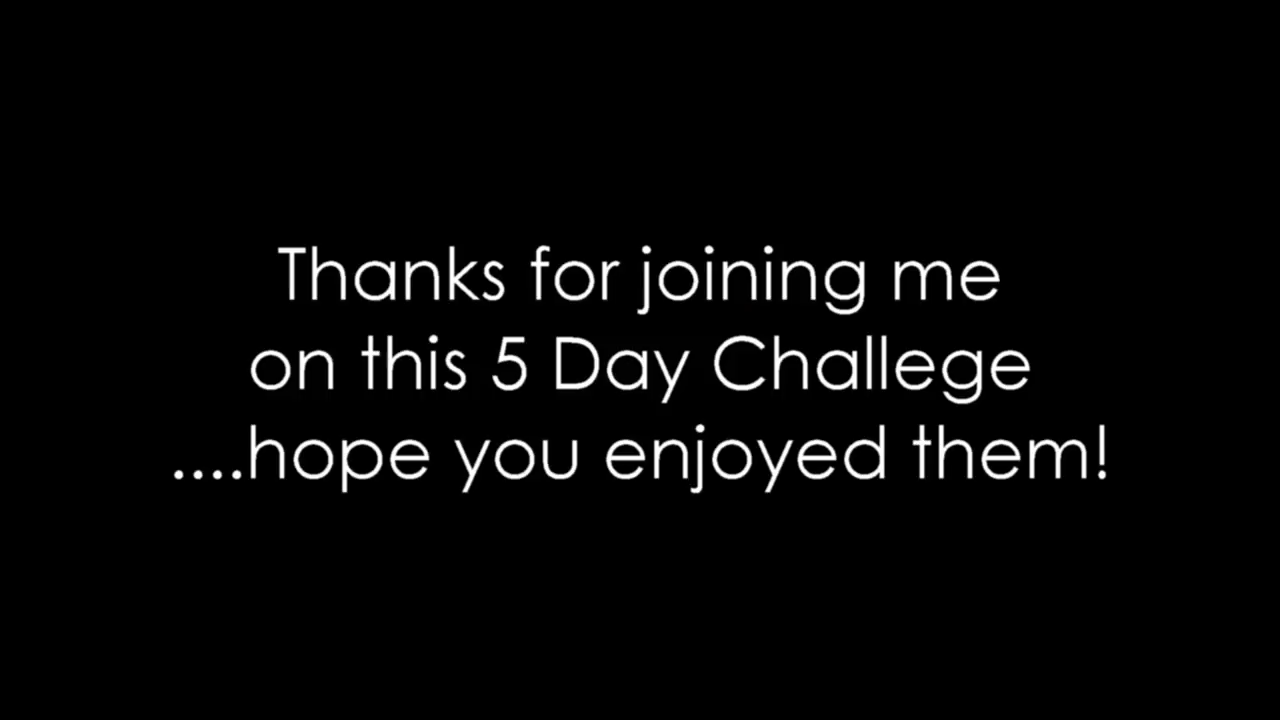 Thanks for joining me
on this 5 Day Challege
....hope you enjoyed them!